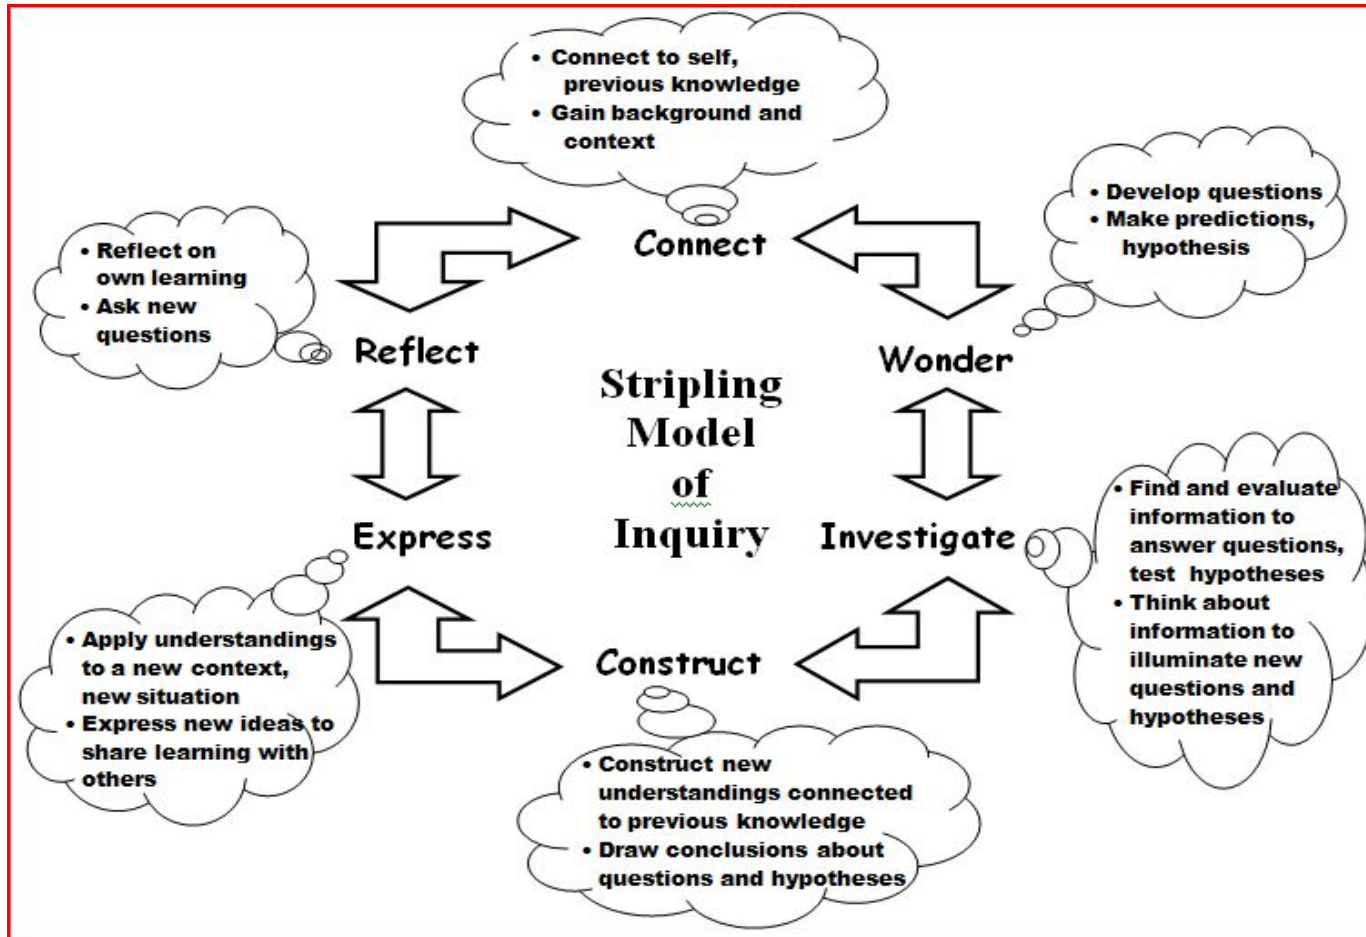 • Connect to self,
previous knowledge
• Gain background and
context
Connect
• Develop questions
• Make predictions,
hypothesis
Wonder
• Reflect on
own learning
• Ask new
questions
Reflect
Stripling
Model
of
Inquiry
Express
Investigate
• Find and evaluate
information to
answer questions,
test hypotheses
• Think about
information to
illuminate new
questions and
hypotheses
• Apply understandings
to a new context,
new situation
• Express new ideas to
share learning with
others
Construct
• Construct new
understandings connected
to previous knowledge
• Draw conclusions about
questions and hypotheses